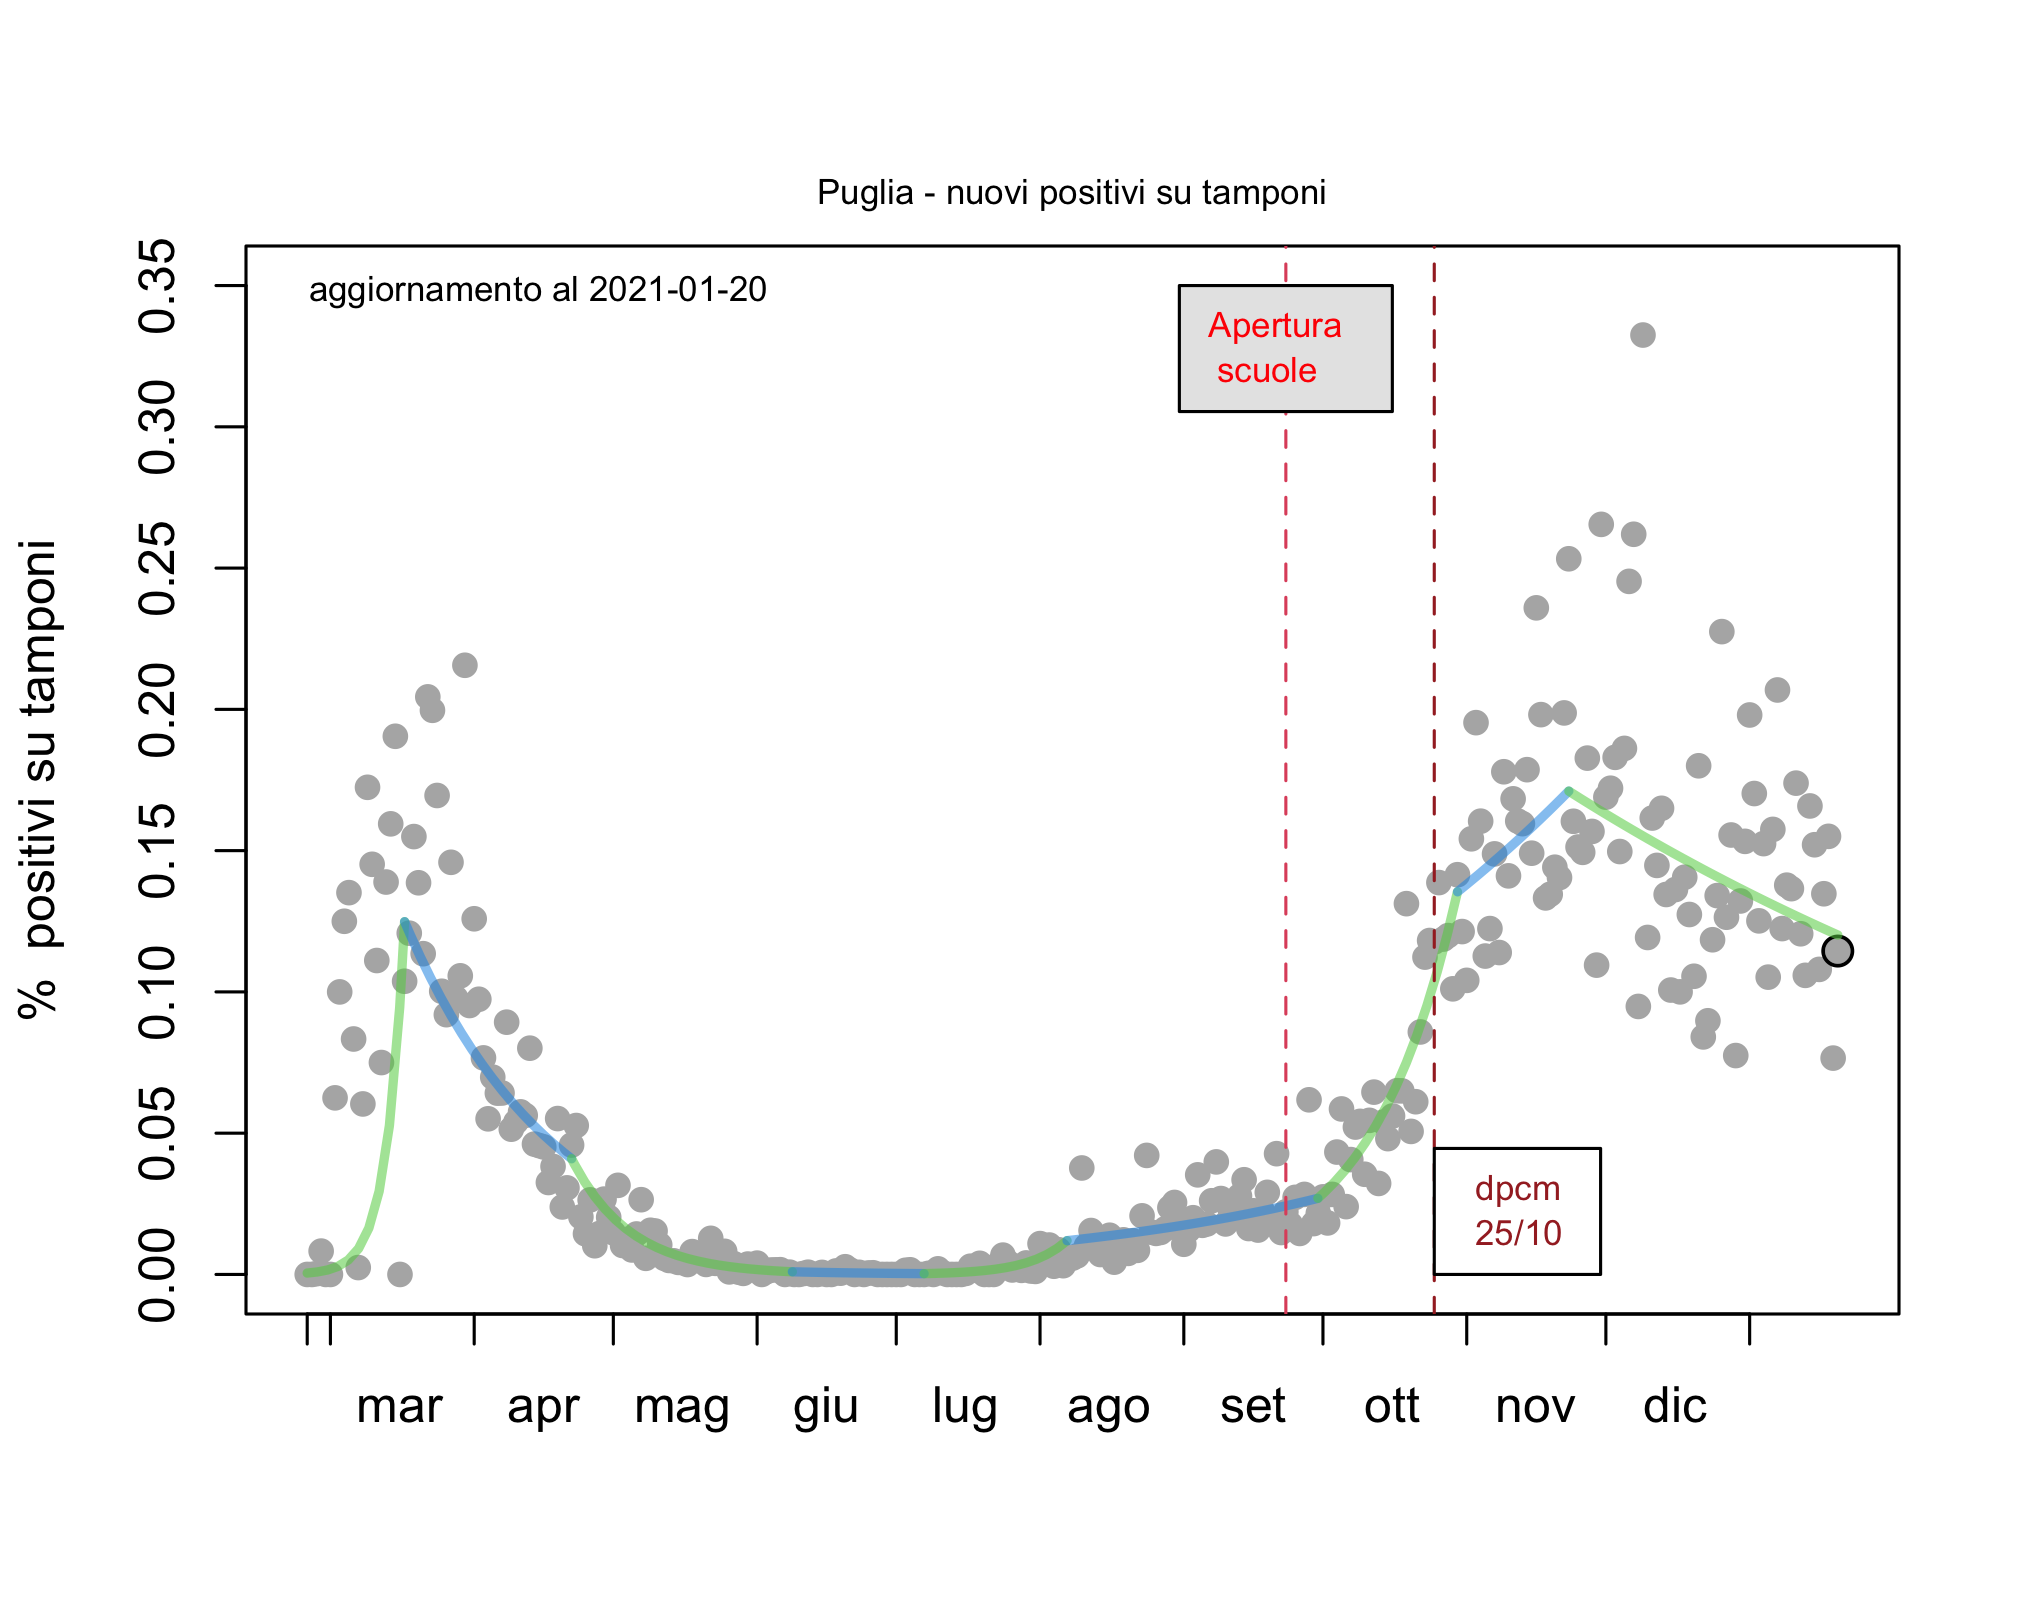 Puglia - nuovi positivi su tamponi
aggiornamento al 2021-01-20
Apertura
scuole
dpcm
25/10
% positivi su tamponi
0.35
0.30
0.25
0.20
0.15
0.10
0.05
0.00
mar apr mag giu lug ago set ott nov dic